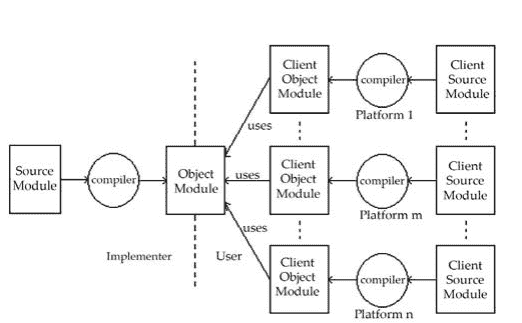 Client
Object
Module
compiler
Client
Source
Module
Platform 1
uses
Source
Module
compiler
Object
Module
uses
Client
Object
Module
compiler
Client
Source
Module
Platform m
uses
Implementer
User
Client
Object
Module
compiler
Client
Source
Module
Platform n